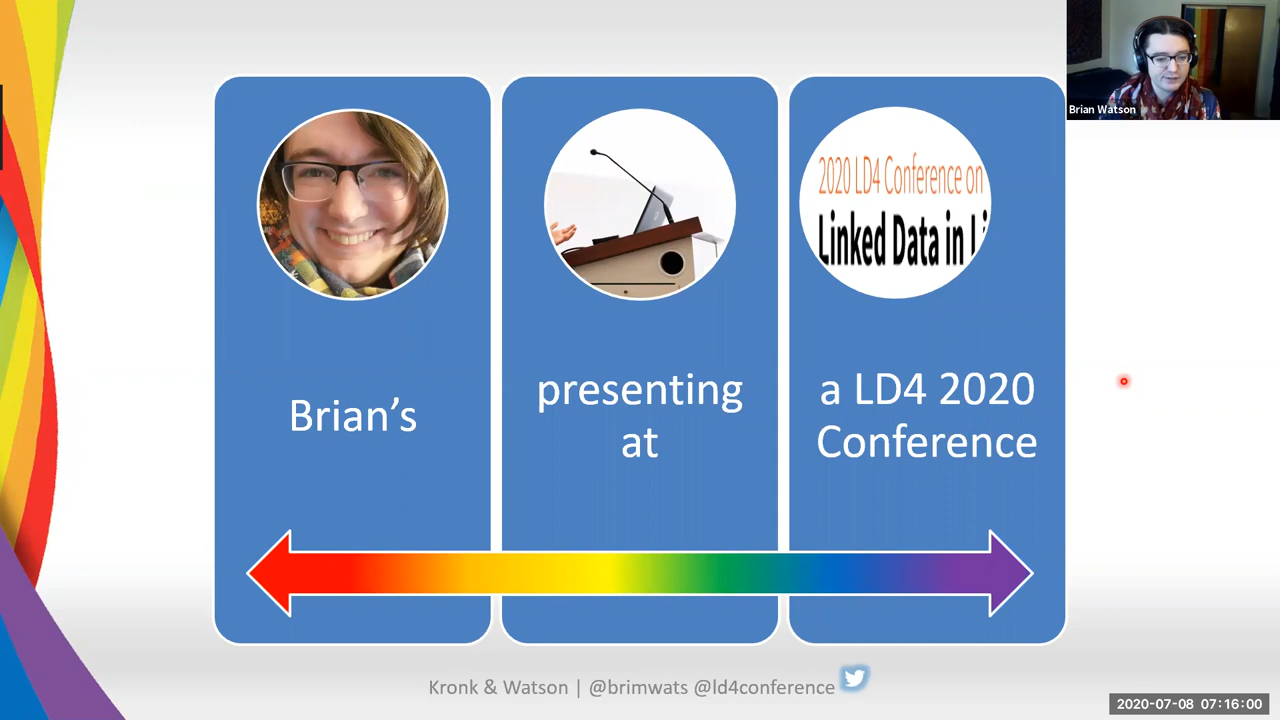 Brian Watson
2020 LD4 Conference on
Linked Data in
Brian's
presenting
at
a LD4 2020
Conference
Kronk & Watson | @brimwats @ld4conference
2020-07-08 07:16:00